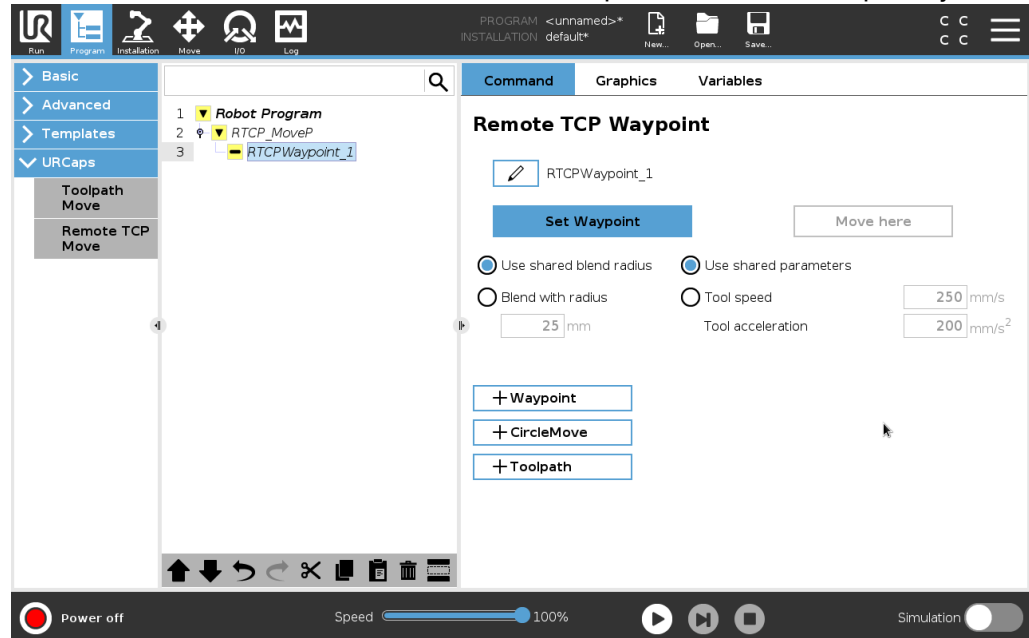 PROGRAM <unnamed>*
INSTALLATION default*
UR
Run
Program
Installation
Move
I/O
Log
New...
Open...
Save...
C C
C C
Basic
Advanced
Templates
URCaps
Toolpath
Move
Remote TCP
Move
1 Robot Program
2 RTCP_MoveP
3 RTCPWaypoint_1
Command Graphics Variables
Remote TCP Waypoint
RTCPWaypoint_1
Set Waypoint Move here
Use shared blend radius Use shared parameters
Blend with radius Tool speed 250 mm/s
25 mm Tool acceleration 200 mm/s²
+Waypoint
+CircleMove
+Toolpath
Power off Speed 100% Simulation